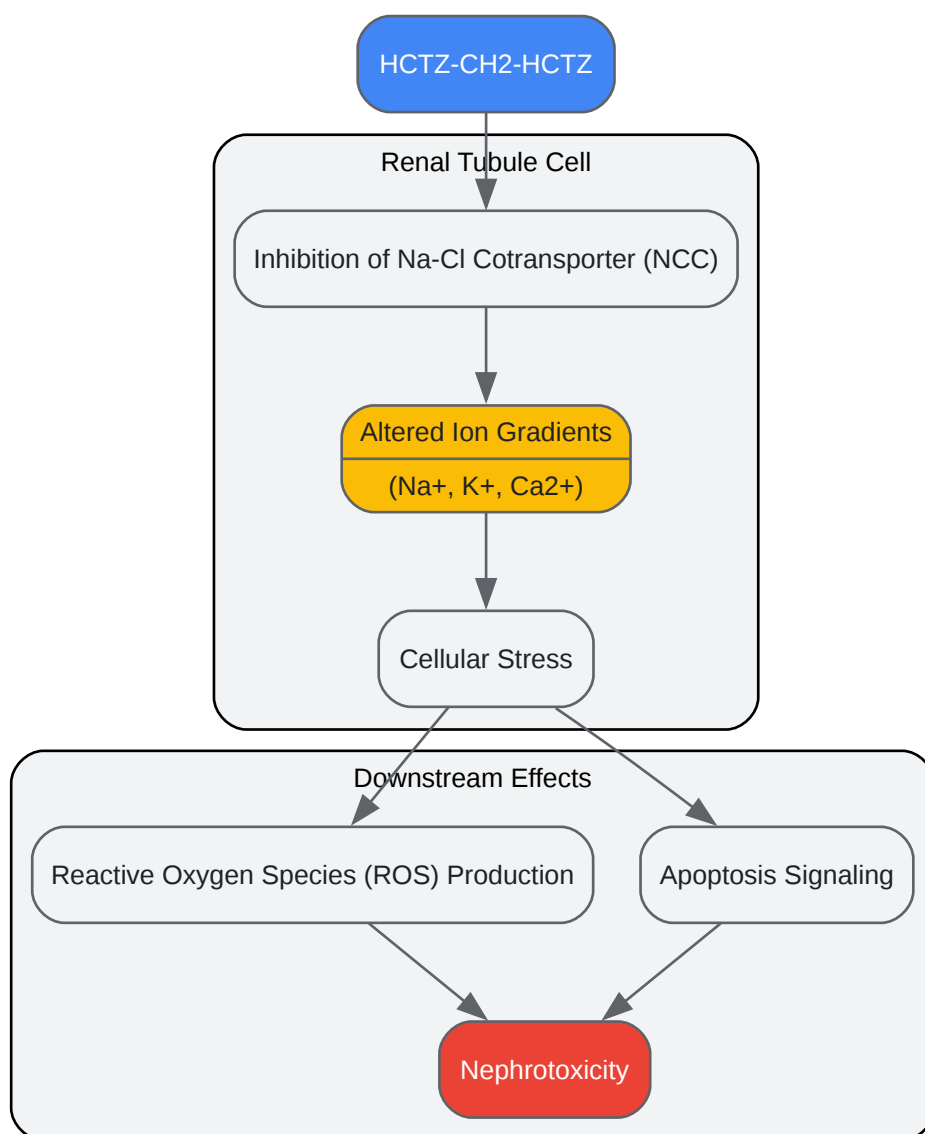 HCTZ-CH2-HCTZ
Renal Tubule Cell
Inhibition of Na-Cl Cotransporter (NCC)
Altered Ion Gradients
(Na+, K+, Ca2+)
Cellular Stress
Downstream Effects
Reactive Oxygen Species (ROS) Production
Apoptosis Signaling
Nephrotoxicity